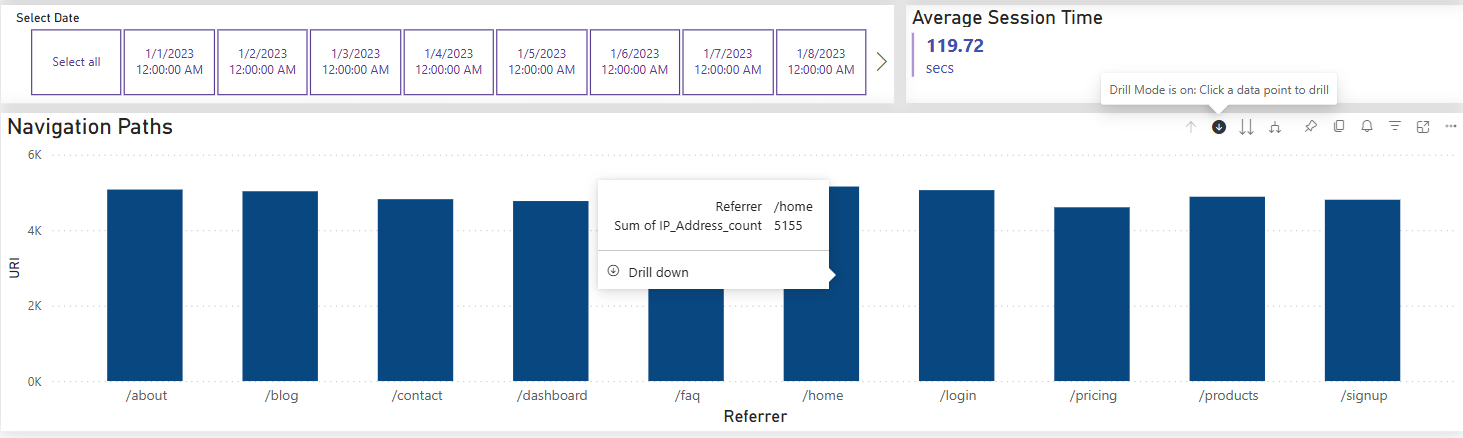 Select Date
Select all
1/1/2023
12:00:00 AM
1/2/2023
12:00:00 AM
1/3/2023
12:00:00 AM
1/4/2023
12:00:00 AM
1/5/2023
12:00:00 AM
1/6/2023
12:00:00 AM
1/7/2023
12:00:00 AM
1/8/2023
12:00:00 AM
Average Session Time
119.72
secs
Drill Mode is on: Click a data point to drill
Navigation Paths
6K
4K
2K
0K
URI
Referrer /home
Sum of IP_Address_count 5155
Drill down
/about /blog /contact /dashboard /faq /home /login /pricing /products /signup
Referrer